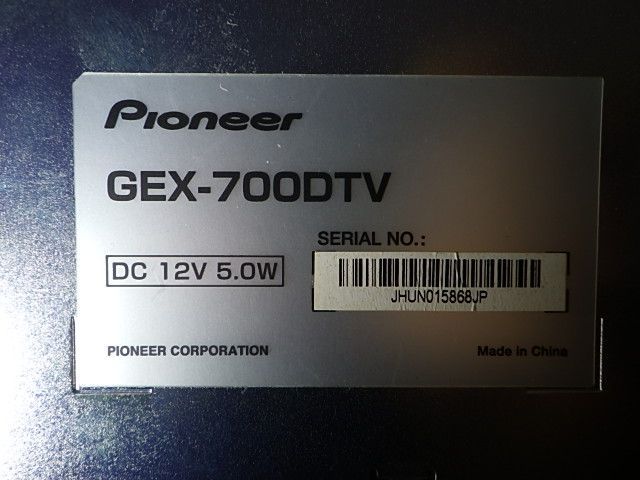 Pioneer
GEX-700DTV
SERIAL NO.:
DC 12V 5.0W
JHUN015868JP
PIONEER CORPORATION
Made in China